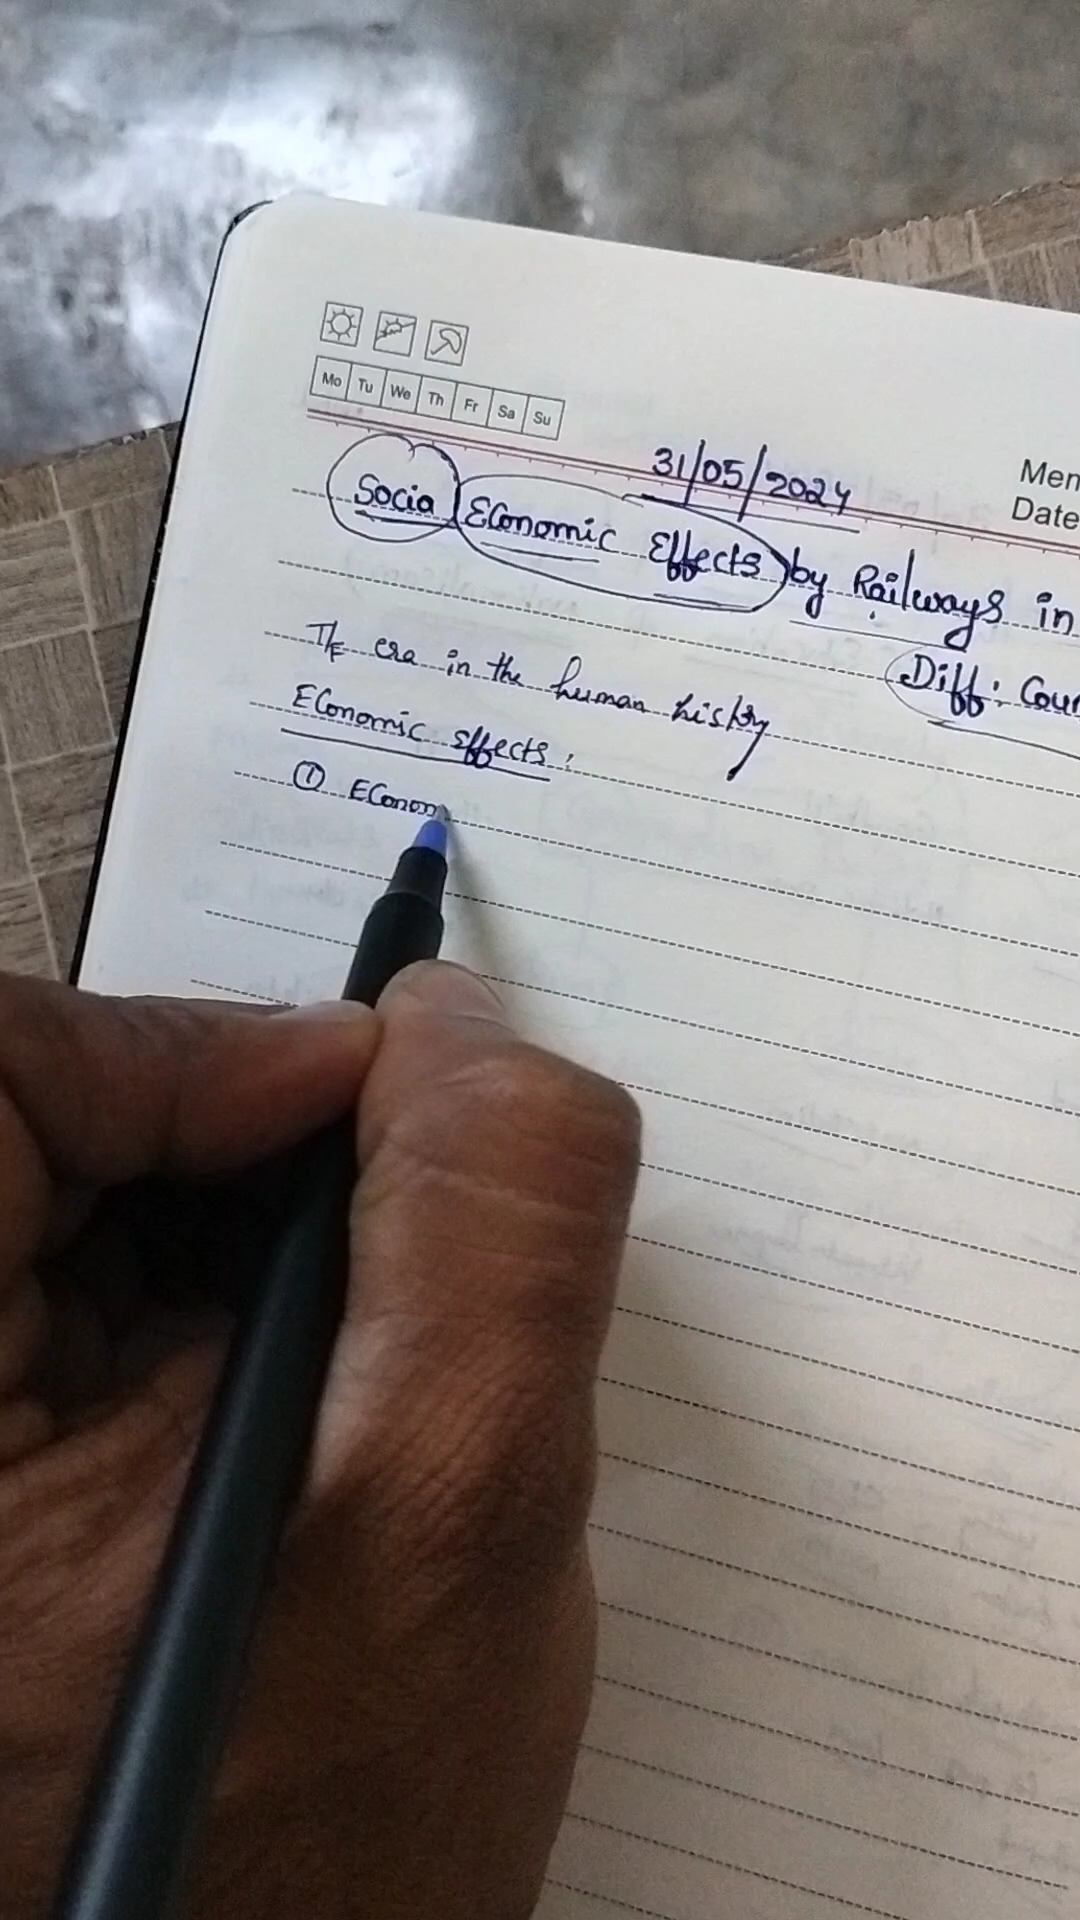 Mo Tu We Th Fr Sa Su
31/05/2024
Men
Date
Socio Economic Effects by Railways in
Diff: Cour
The era in the human history
Economic effects:
① Econom